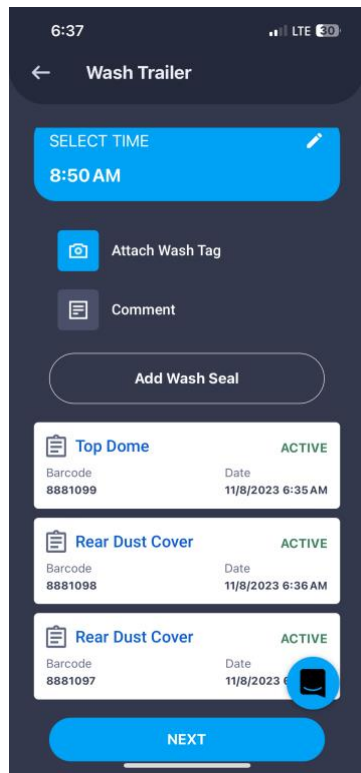 6:37
LTE 30
Wash Trailer
SELECT TIME
8:50 AM
Attach Wash Tag
Comment
Add Wash Seal
Top Dome ACTIVE
Barcode Date
8881099 11/8/2023 6:35 AM
Rear Dust Cover ACTIVE
Barcode Date
8881098 11/8/2023 6:36 AM
Rear Dust Cover ACTIVE
Barcode Date
8881097 11/8/2023
NEXT